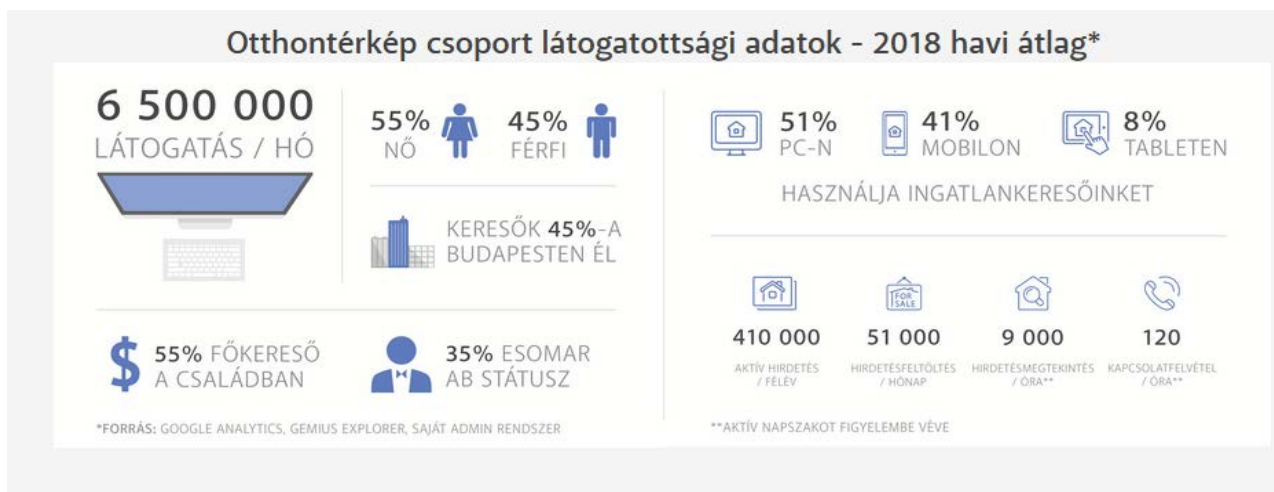 Otthontérkép csoport látogatottsági adatok - 2018 havi átlag*
6 500 000
LÁTOGATÁS / HÓ
55%
NŐ
45%
FÉRFI
KERESŐK 45%-A
BUDAPESTEN ÉL
55% FŐKERESŐ
A CSALÁDBAN
35% ESOMAR
AB STÁTUSZ
*FORRÁS: GOOGLE ANALYTICS, GEMIUS EXPLORER, SAJÁT ADMIN RENDSZER
51%
PC-N
41%
MOBILON
8%
TABLETEN
HASZNÁLJA INGATLANKERESŐINKET
FOR
SALE
410 000
AKTÍV HIRDETÉS
/ FÉLÉV
51 000
HIRDETÉSFELTÖLTÉS
/ HÓNAP
9 000
HIRDETÉSMEGTEKINTÉS
/ ÓRA**
120
KAPCSOLATFELVÉTEL
/ ÓRA**
**AKTÍV NAPSZAKOT FIGYELEMBE VÉVE